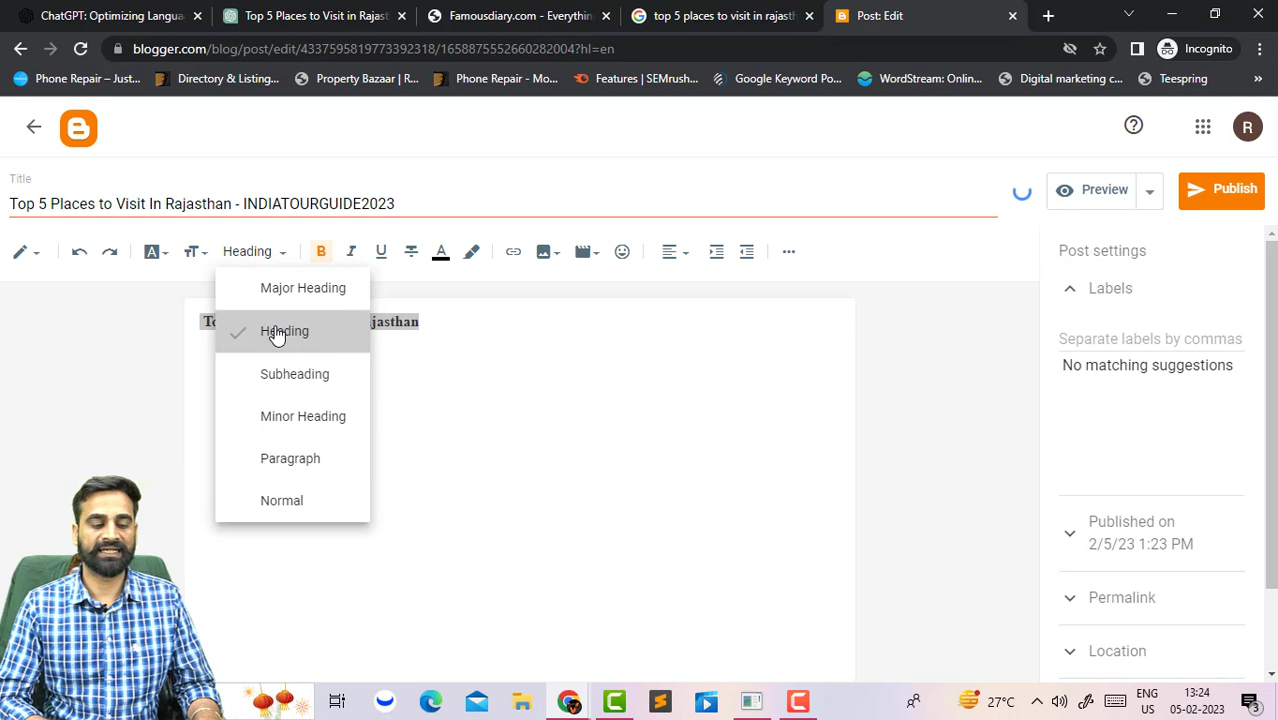 ChatGPT: Optimizing Langua
Top 5 Places to Visit in Rajast
Famousdiary.com - Everythin
top 5 places to visit in rajasth
Post: Edit
blogger.com/blog/post/edit/4337595819773392318/1658875552660282004?hl=en
Incognito
Phone Repair – Just...
Directory & Listing...
Property Bazaar | R...
Phone Repair - Mo...
Features | SEMrush...
Google Keyword Po...
WordStream: Onlin...
Digital marketing c...
Teespring
»
R
Title
Top 5 Places to Visit In Rajasthan - INDIATOURGUIDE2023
Preview
Publish
Heading
B
I
U
A
Post settings
Major Heading
Labels
jasthan
Heading
Separate labels by commas
No matching suggestions
Subheading
Minor Heading
Paragraph
Normal
Published on
2/5/23 1:23 PM
Permalink
Location
27°C
ENG
US
13:24
05-02-2023
3